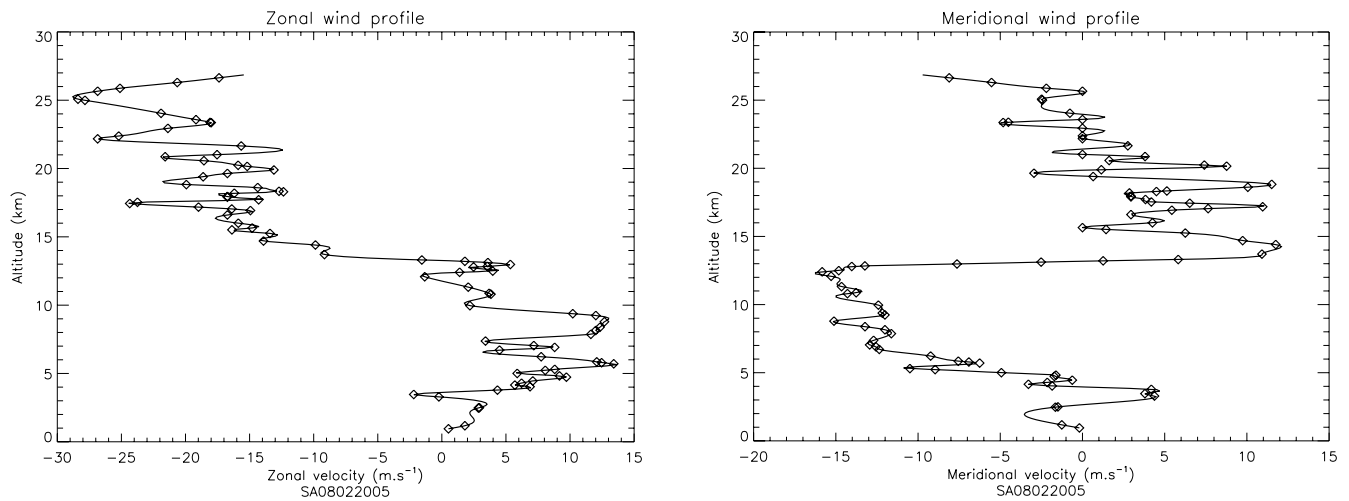 Zonal wind profile
30
25
20
15
10
5
0
Altitude (km)
-30 -25 -20 -15 -10 -5 0 5 10 15
Zonal velocity (m.s⁻¹)
SA08022005
Meridional wind profile
30
25
20
15
10
5
0
Altitude (km)
-20 -15 -10 -5 0 5 10 15
Meridional velocity (m.s⁻¹)
SA08022005